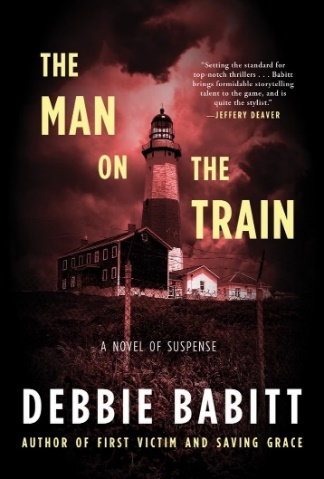 THE
MAN
ON
THE
TRAIN
"Setting the standard for
top-notch thrillers . . . Babitt
brings formidable storytelling
talent to the game, and is
quite the stylist."
—JEFFERY DEAVER
A NOVEL OF SUSPENSE
DEBBIE BABITT
AUTHOR OF FIRST VICTIM AND SAVING GRACE